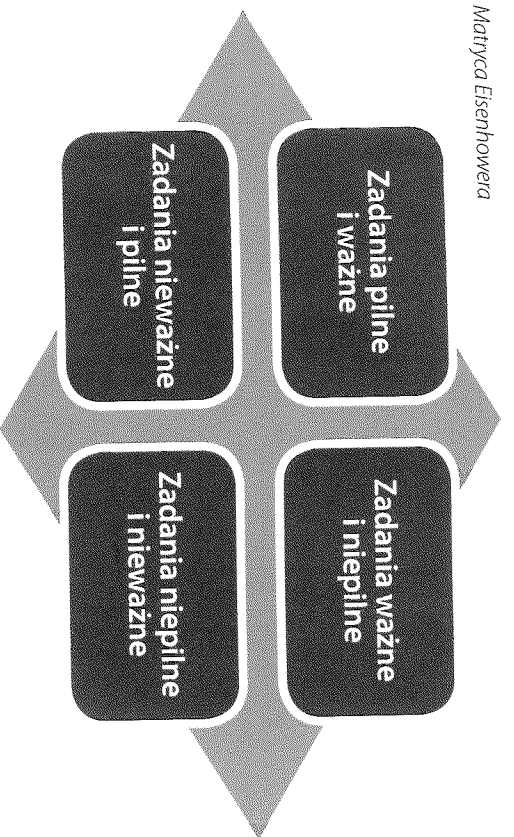 Matryca Eisenhowera
Zadania pilne
i ważne
Zadania ważne
i niepilne
Zadania nieważne
i pilne
Zadania niepilne
i nieważne